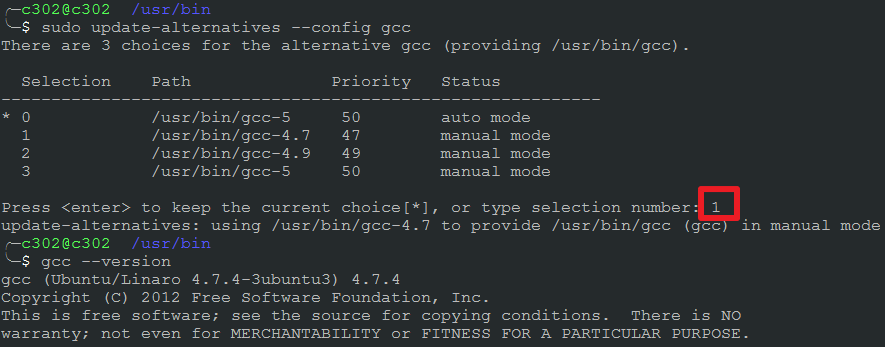 ╭─c302@c302 /usr/bin
╰─$ sudo update-alternatives --config gcc
There are 3 choices for the alternative gcc (providing /usr/bin/gcc).
Selection Path Priority Status
------------------------------------------------------------
* 0 /usr/bin/gcc-5 50 auto mode
1 /usr/bin/gcc-4.7 47 manual mode
2 /usr/bin/gcc-4.9 49 manual mode
3 /usr/bin/gcc-5 50 manual mode
Press <enter> to keep the current choice[*], or type selection number: 1
update-alternatives: using /usr/bin/gcc-4.7 to provide /usr/bin/gcc (gcc) in manual mode
╭─c302@c302 /usr/bin
╰─$ gcc --version
gcc (Ubuntu/Linaro 4.7.4-3ubuntu3) 4.7.4
Copyright (C) 2012 Free Software Foundation, Inc.
This is free software; see the source for copying conditions. There is NO
warranty; not even for MERCHANTABILITY or FITNESS FOR A PARTICULAR PURPOSE.